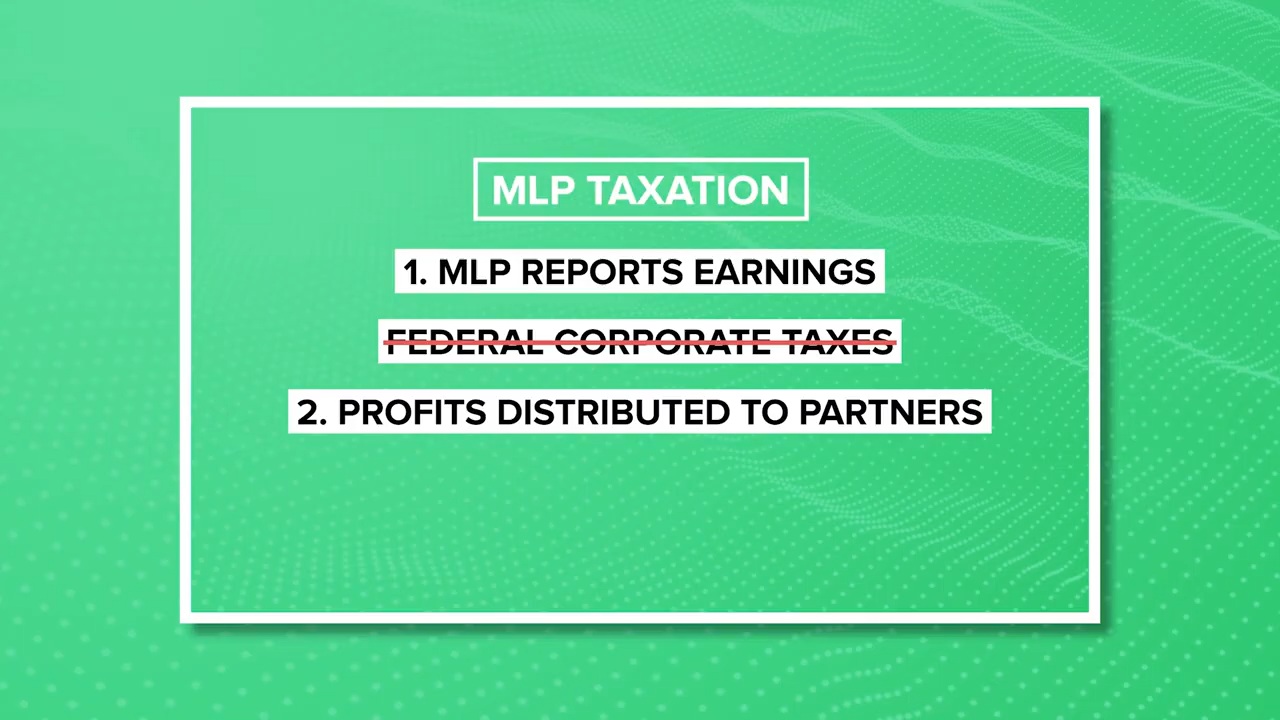 MLP TAXATION
1. MLP REPORTS EARNINGS
FEDERAL CORPORATE TAXES
2. PROFITS DISTRIBUTED TO PARTNERS